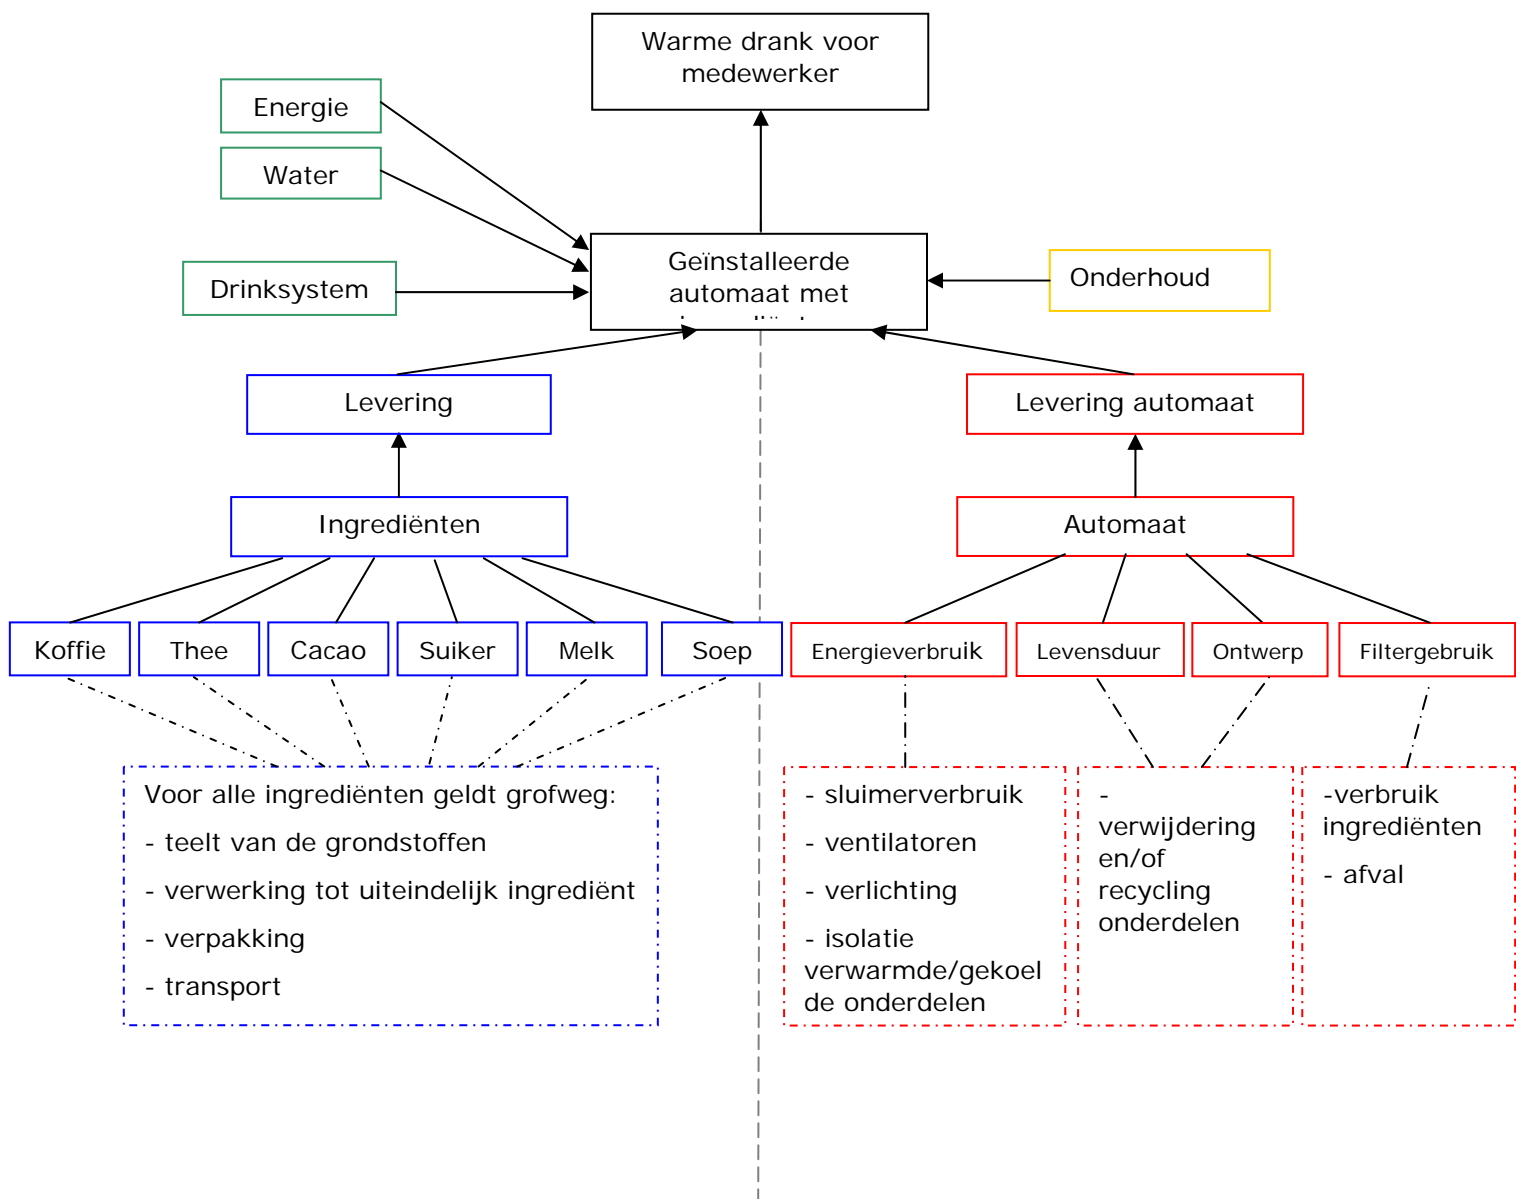 Warme drank voor
medewerker
Energie
Water
Drinksystem
Geïnstalleerde
automaat met
Onderhoud
Levering
Levering automaat
Ingrediënten
Automaat
Koffie
Thee
Cacao
Suiker
Melk
Soep
Energieverbruik
Levensduur
Ontwerp
Filtergebruik
Voor alle ingrediënten geldt grofweg:
- teelt van de grondstoffen
- verwerking tot uiteindelijk ingrediënt
- verpakking
- transport
- sluimerverbruik
- ventilatoren
- verlichting
- isolatie
verwarmde/gekoel
de onderdelen
-
verwijdering
en/of
recycling
onderdelen
-verbruik
ingrediënten
- afval